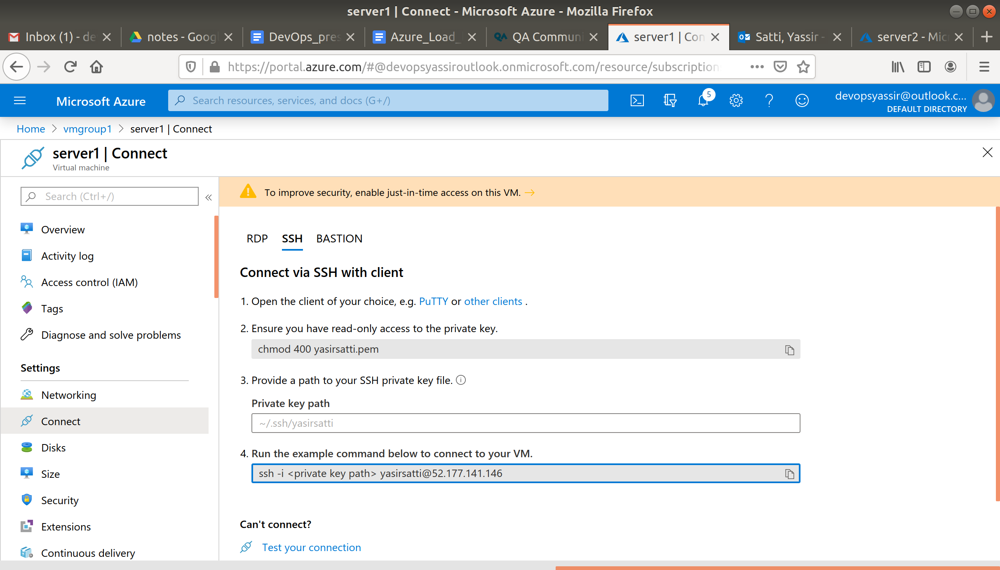 server1 | Connect - Microsoft Azure - Mozilla Firefox
Inbox (1) - de
notes - Googl
DevOps_pres
Azure_Load_
QA Communi
server1 | Con
Satti, Yassir -
server2 - Mic
https://portal.azure.com/#@devopsyassiroutlook.onmicrosoft.com/resource/subscription
Microsoft Azure
Search resources, services, and docs (G+/)
5
devopsyassir@outlook.c...
DEFAULT DIRECTORY
Home > vmgroup1 > server1 | Connect
server1 | Connect
Virtual machine
Search (Ctrl+/)
«
Overview
Activity log
Access control (IAM)
Tags
Diagnose and solve problems
Settings
Networking
Connect
Disks
Size
Security
Extensions
Continuous delivery
To improve security, enable just-in-time access on this VM. →
RDP SSH BASTION
Connect via SSH with client
1. Open the client of your choice, e.g. PuTTY or other clients .
2. Ensure you have read-only access to the private key.
chmod 400 yasirsatti.pem
3. Provide a path to your SSH private key file.
Private key path
~/.ssh/yasirsatti
4. Run the example command below to connect to your VM.
ssh -i <private key path> yasirsatti@52.177.141.146
Can't connect?
Test your connection